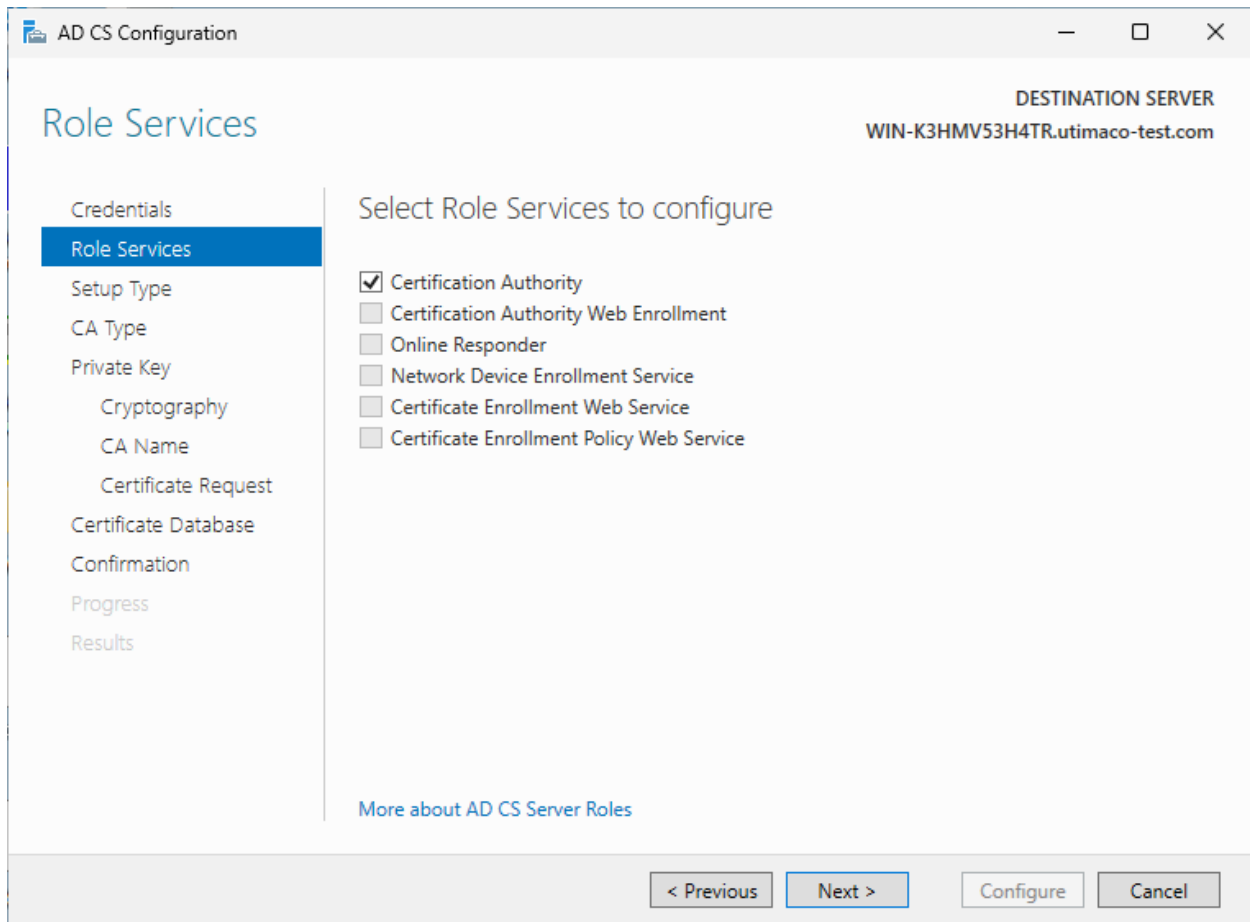 AD CS Configuration
Role Services
DESTINATION SERVER
WIN-K3HMV53H4TR.utimaco-test.com
Credentials
Role Services
Setup Type
CA Type
Private Key
Cryptography
CA Name
Certificate Request
Certificate Database
Confirmation
Progress
Results
Select Role Services to configure
Certification Authority
Certification Authority Web Enrollment
Online Responder
Network Device Enrollment Service
Certificate Enrollment Web Service
Certificate Enrollment Policy Web Service
More about AD CS Server Roles
< Previous
Next >
Configure
Cancel